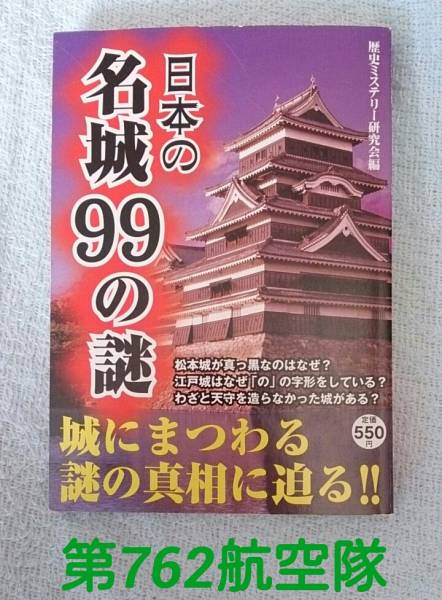 日本の
名城99の謎
歴史ミステリー研究会編
松本城が真っ黒なのはなぜ?
江戸城はなぜ「の」の字形をしている?
わざと天守を造らなかった城がある?
定価
550
円
城にまつわる
謎の真相に迫る!!
第762航空隊